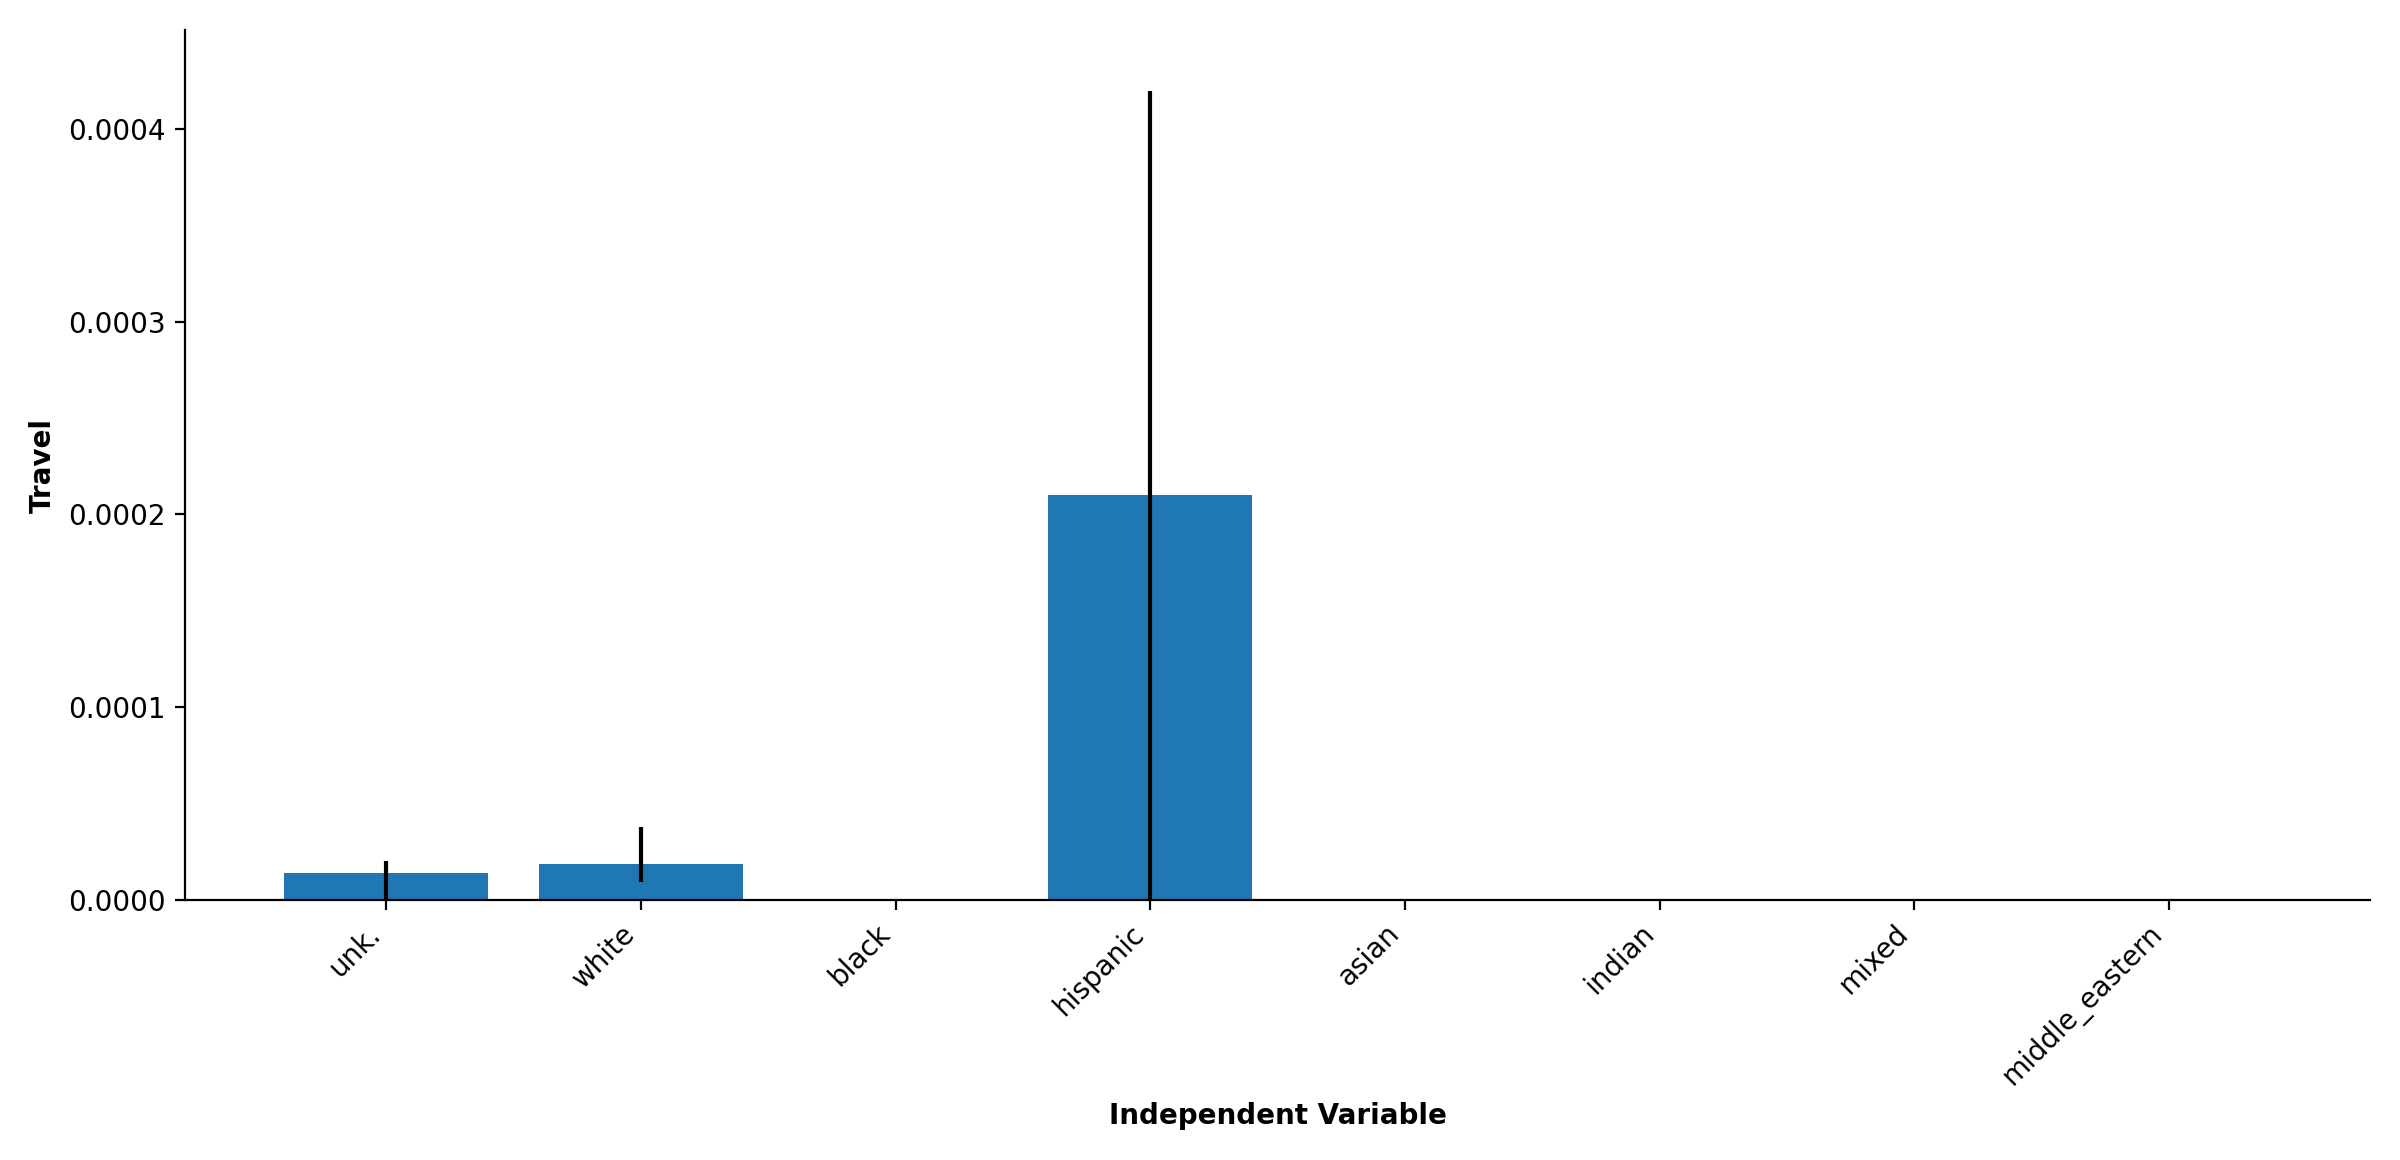 Travel
0.0004
0.0003
0.0002
0.0001
0.0000
unk.
white
black
hispanic
asian
indian
mixed
middle_eastern
Independent Variable